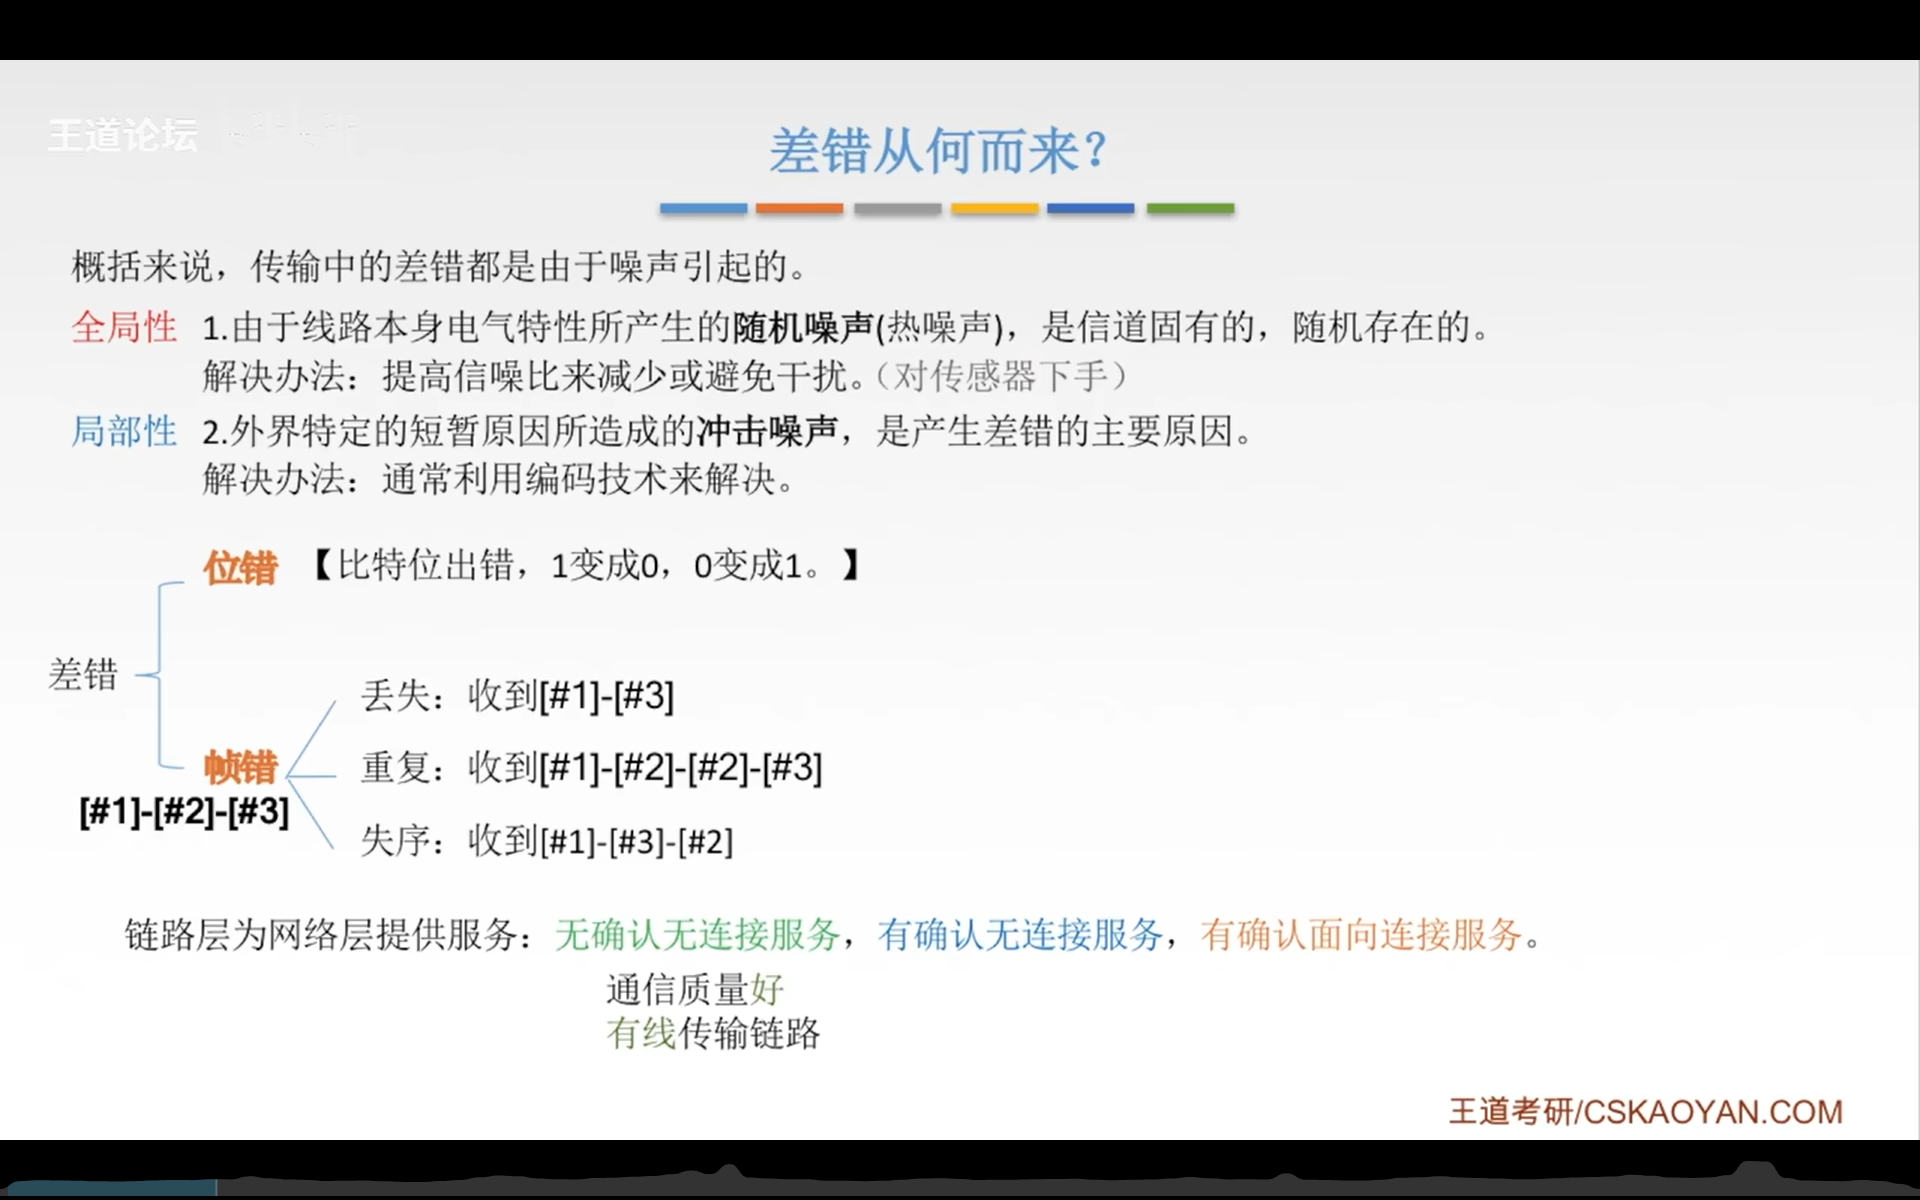 王道论坛
差错从何而来？
概括来说，传输中的差错都是由于噪声引起的。
全局性 1.由于线路本身电气特性所产生的随机噪声(热噪声)，是信道固有的，随机存在的。
解决办法：提高信噪比来减少或避免干扰。（对传感器下手）
局部性 2.外界特定的短暂原因所造成的冲击噪声，是产生差错的主要原因。
解决办法：通常利用编码技术来解决。
位错 【比特位出错，1变成0，0变成1。】
差错
丢失：收到[#1]-[#3]
帧错 重复：收到[#1]-[#2]-[#2]-[#3]
[#1]-[#2]-[#3]
失序：收到[#1]-[#3]-[#2]
链路层为网络层提供服务：无确认无连接服务，有确认无连接服务，有确认面向连接服务。
通信质量好
有线传输链路
王道考研/CSKAOYAN.COM